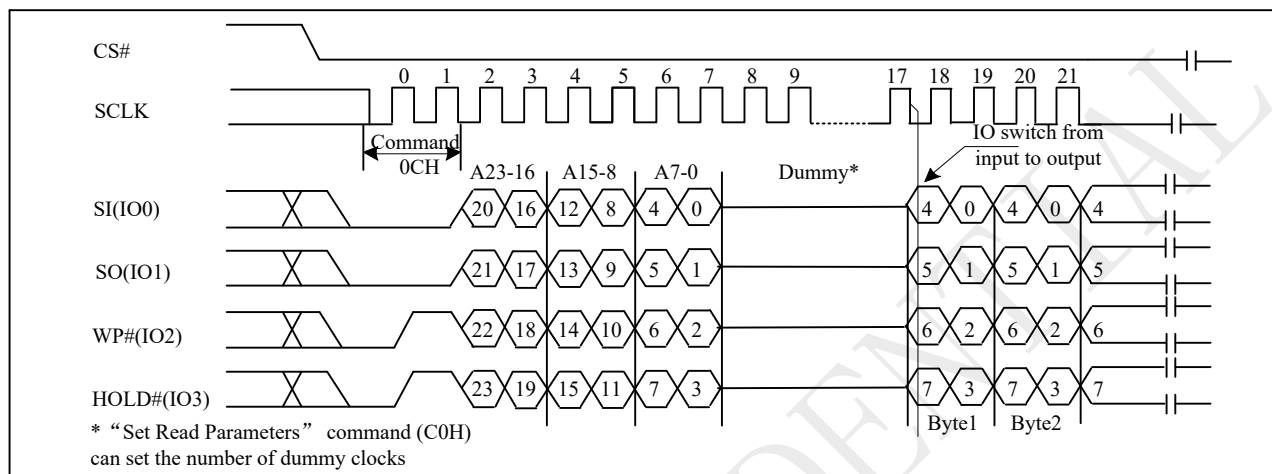 CS#
0 1 2 3 4 5 6 7 8 9 17 18 19 20 21
SCLK
Command
0CH
IO switch from
input to output
A23-16 A15-8 A7-0 Dummy*
SI(IO0) 20 16 12 8 4 0 4 0 4 0 4
SO(IO1) 21 17 13 9 5 1 5 1 5 1 5
WP#(IO2) 22 18 14 10 6 2 6 2 6 2 6
HOLD#(IO3) 23 19 15 11 7 3 7 3 7 3 7
Byte1 Byte2
* “Set Read Parameters” command (C0H)
can set the number of dummy clocks
ENTIAL